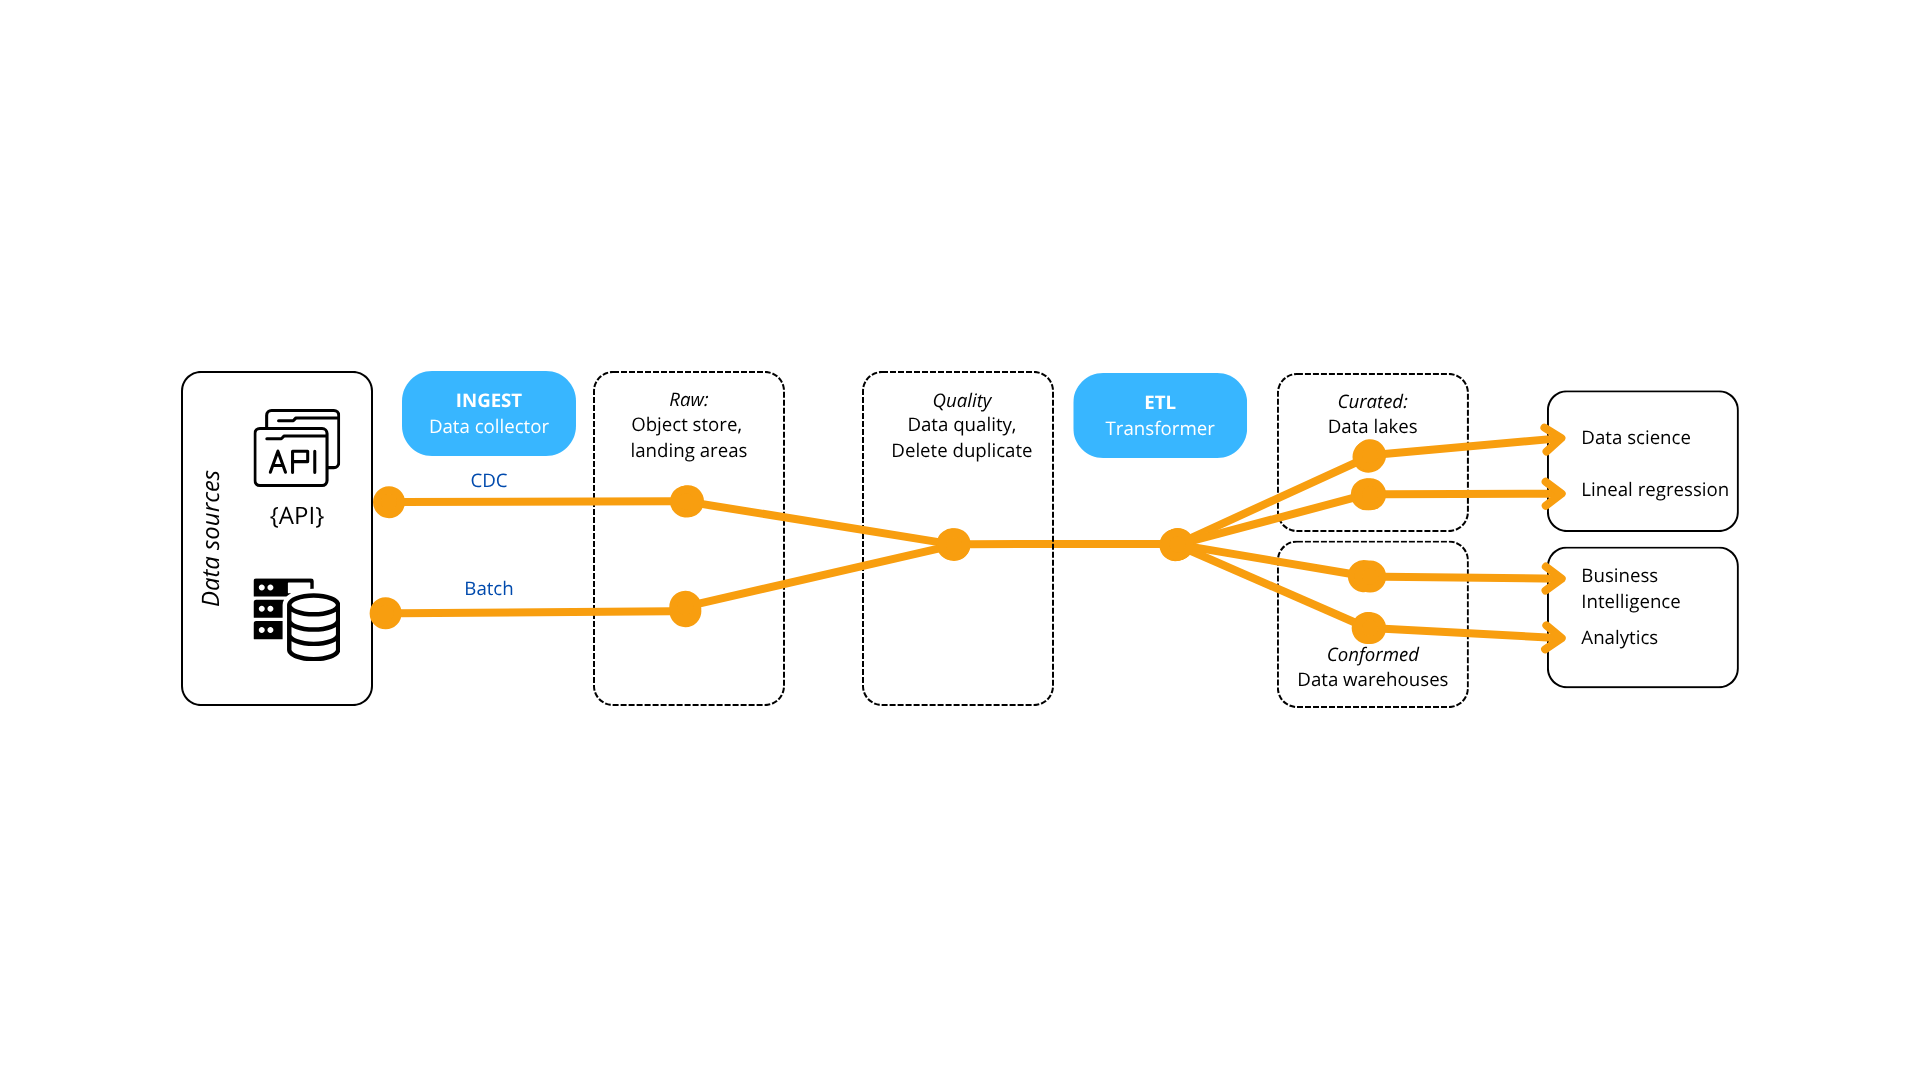 Data sources
API
{API}
INGEST
Data collector
CDC
Batch
Raw:
Object store,
landing areas
Quality
Data quality,
Delete duplicate
ETL
Transformer
Curated:
Data lakes
Conformed
Data warehouses
Data science
Lineal regression
Business
Intelligence
Analytics